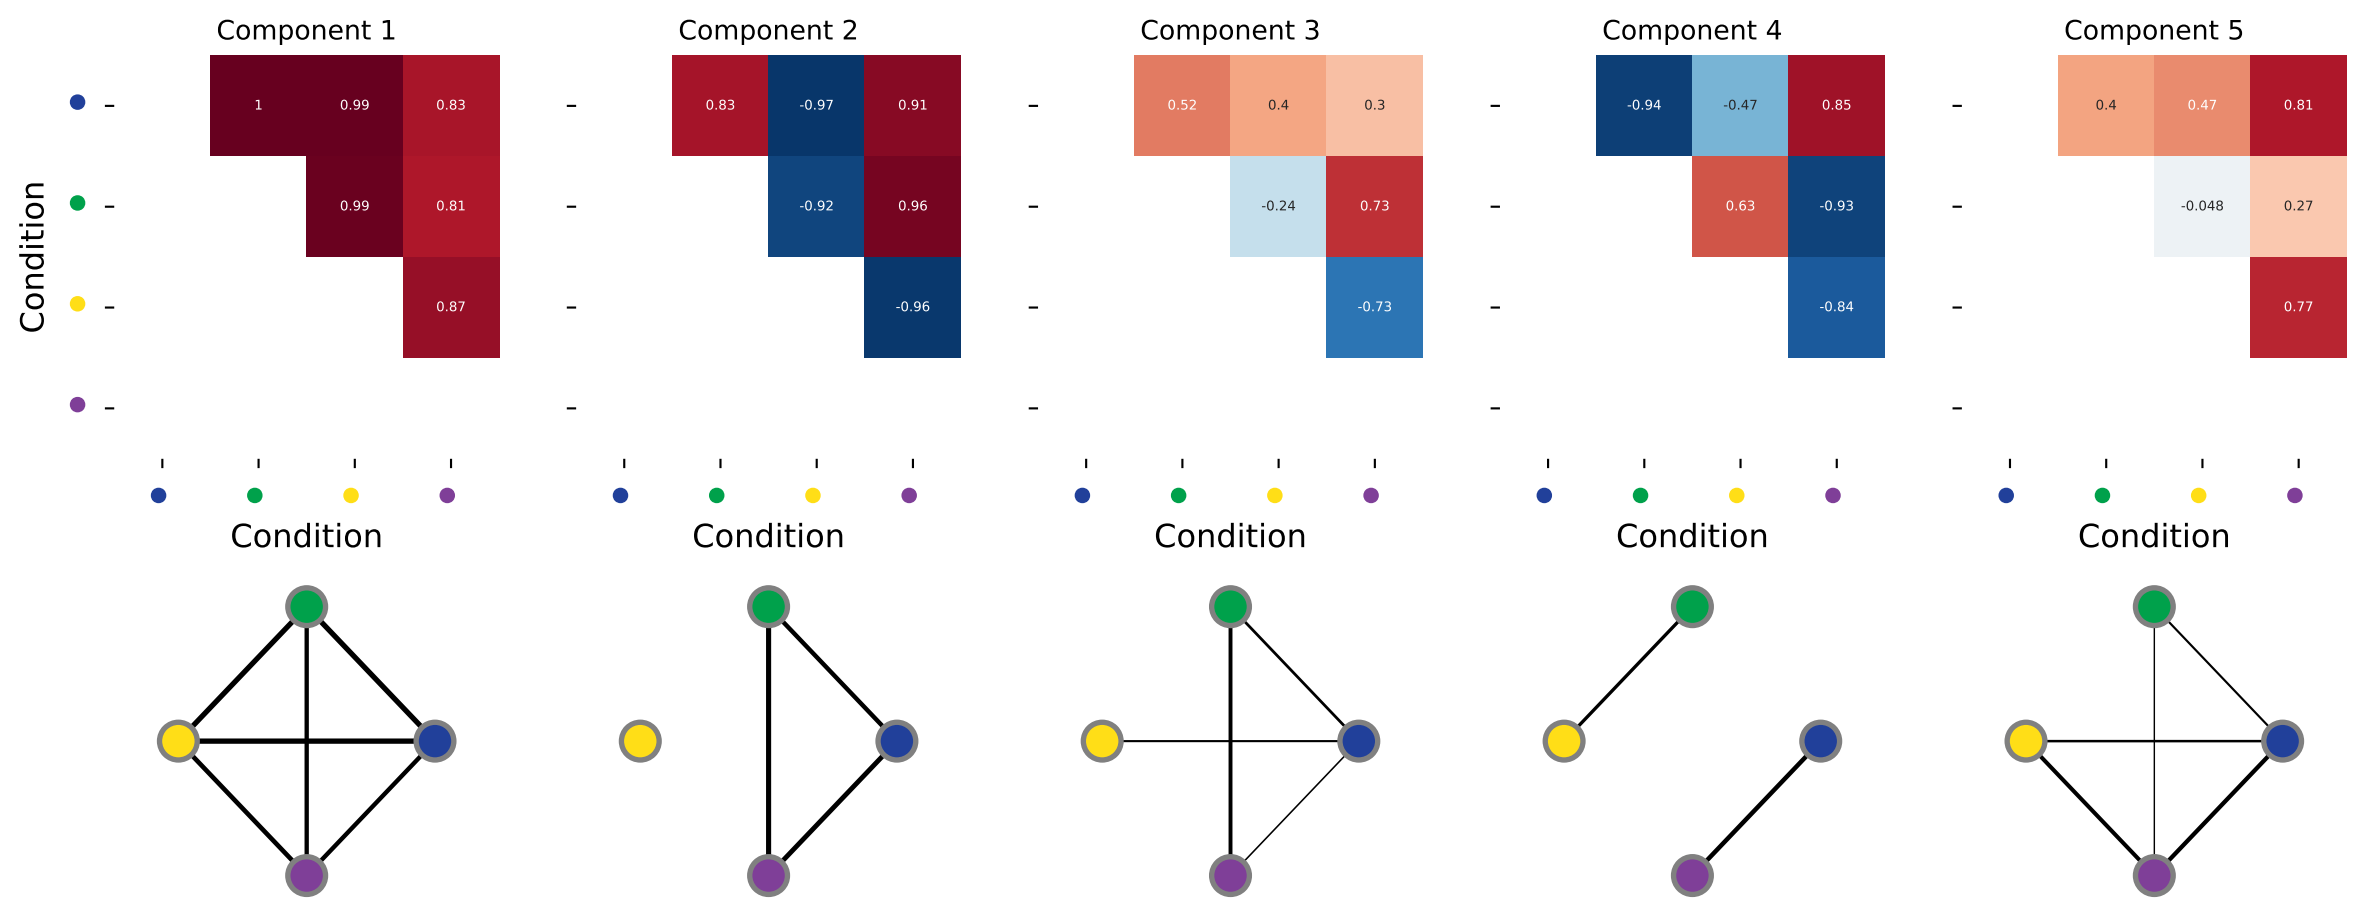 Component 1 Component 2 Component 3 Component 4 Component 5
1 0.99 0.83 0.83 -0.97 0.91 0.52 0.4 0.3 -0.94 -0.47 0.85 0.4 0.47 0.81
0.99 0.81 -0.92 0.96 -0.24 0.73 0.63 -0.93 -0.048 0.27
0.87 -0.96 -0.73 -0.84 0.77
Condition
Condition Condition Condition Condition Condition